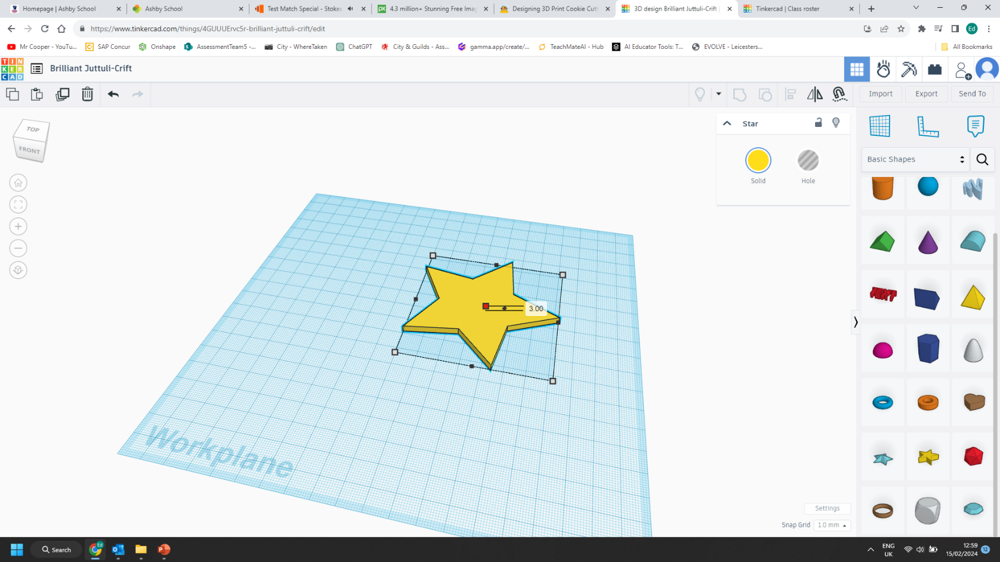 Homepage | Ashby School
Ashby School
Test Match Special - Stokes
4.3 million+ Stunning Free Imag
Designing 3D Print Cookie Cutt
3D design Brilliant Juttuli-Crift |
Tinkercad | Class roster
https://www.tinkercad.com/things/4GUUUErvc5r-brilliant-juttuli-crift/edit
Ed
Mr Cooper - YouTu...
SAP Concur
Onshape
AssessmentTeam5 -...
City - WhereTaken
ChatGPT
City & Guilds - Ass...
gamma.app/create/...
TeachMateAI - Hub
AI Educator Tools: T...
EVOLVE - Leicesters...
All Bookmarks
TIN
KER
CAD
Brilliant Juttuli-Crift
Import
Export
Send To
TOP
FRONT
Star
Solid
Hole
Basic Shapes
TEXT
3.00
Workplane
Settings
Snap Grid
1.0 mm
Search
Ed
ENG
UK
12:59
15/02/2024
12